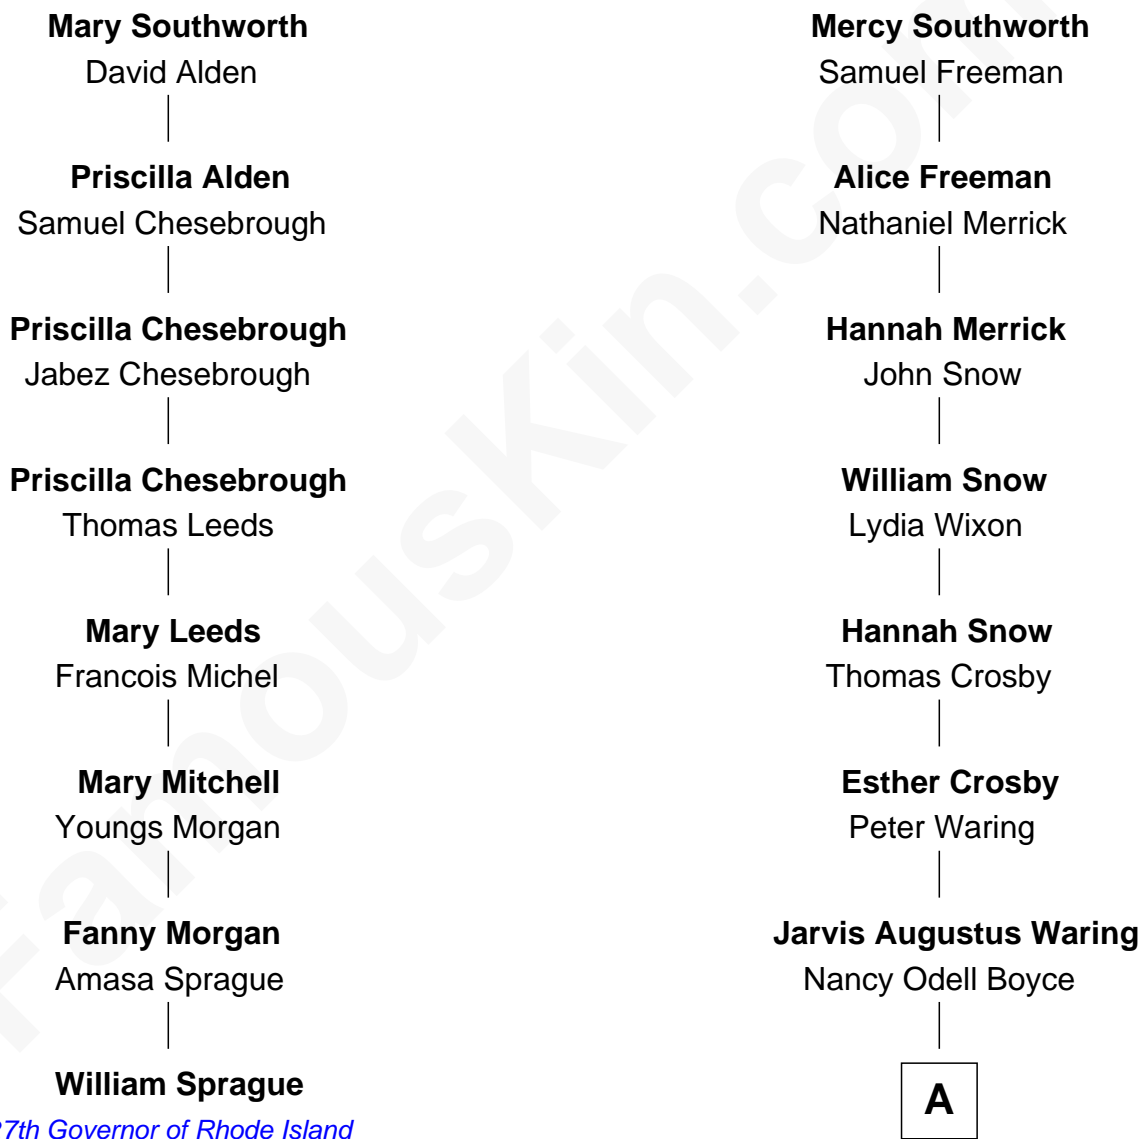 Mary Southworth
David Alden
Priscilla Alden
Samuel Chesebrough
Priscilla Chesebrough
Jabez Chesebrough
Priscilla Chesebrough
Thomas Leeds
Mary Leeds
Francois Michel
Mary Mitchell
Youngs Morgan
Fanny Morgan
Amasa Sprague
William Sprague
27th Governor of Rhode Island
Mercy Southworth
Samuel Freeman
Alice Freeman
Nathaniel Merrick
Hannah Merrick
John Snow
William Snow
Lydia Wixon
Hannah Snow
Thomas Crosby
Esther Crosby
Peter Waring
Jarvis Augustus Waring
Nancy Odell Boyce
A
FamousKin.com